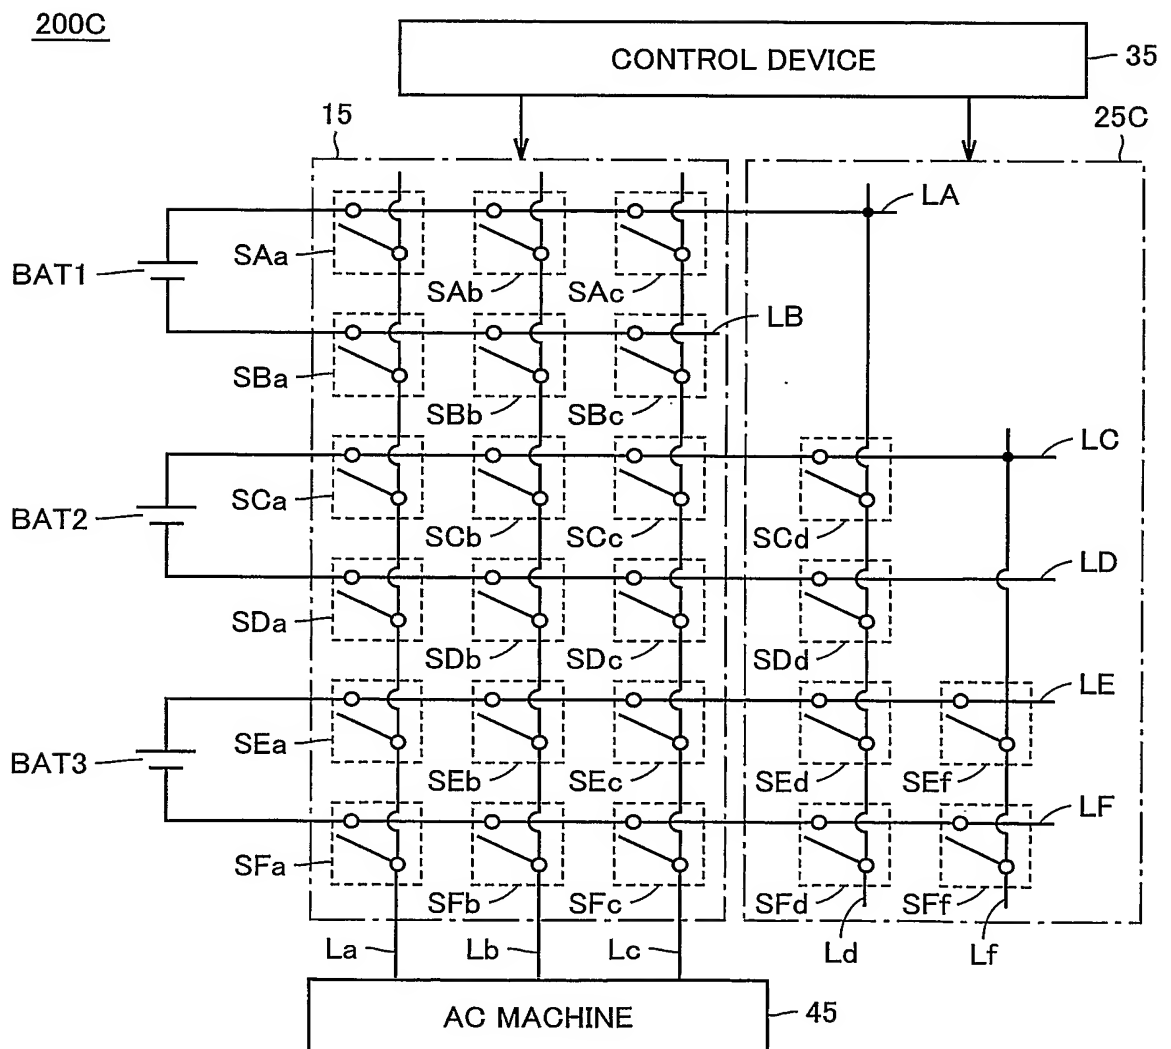 200C
CONTROL DEVICE
35
15
25C
LA
BAT1
SAa
SAb
SAc
LB
SBa
SBb
SBc
LC
BAT2
SCa
SCb
SCc
SCd
LD
SDa
SDb
SDc
SDd
LE
BAT3
SEa
SEb
SEc
SEd
SEf
LF
SFa
SFb
SFc
SFd
SFf
La
Lb
Lc
Ld
Lf
AC MACHINE
45